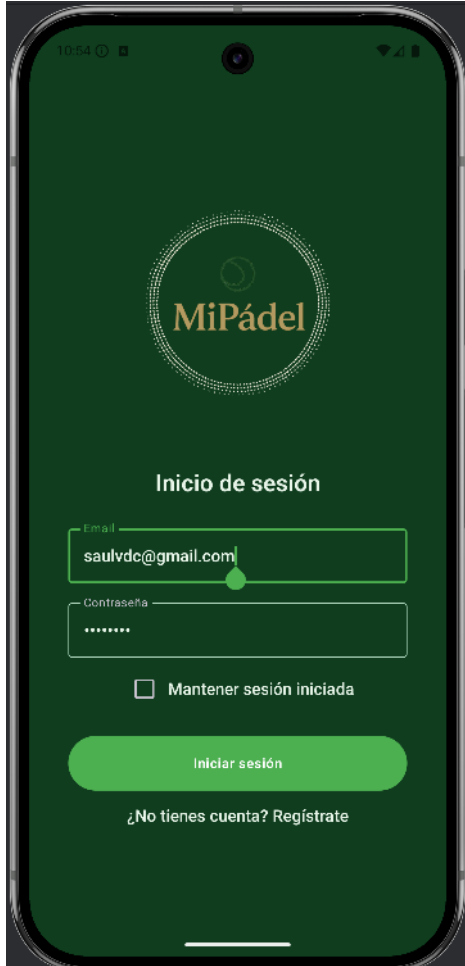 10:54
MiPádel
Inicio de sesión
Email
saulvdc@gmail.com
Contraseña
••••••••
Mantener sesión iniciada
Iniciar sesión
¿No tienes cuenta? Regístrate